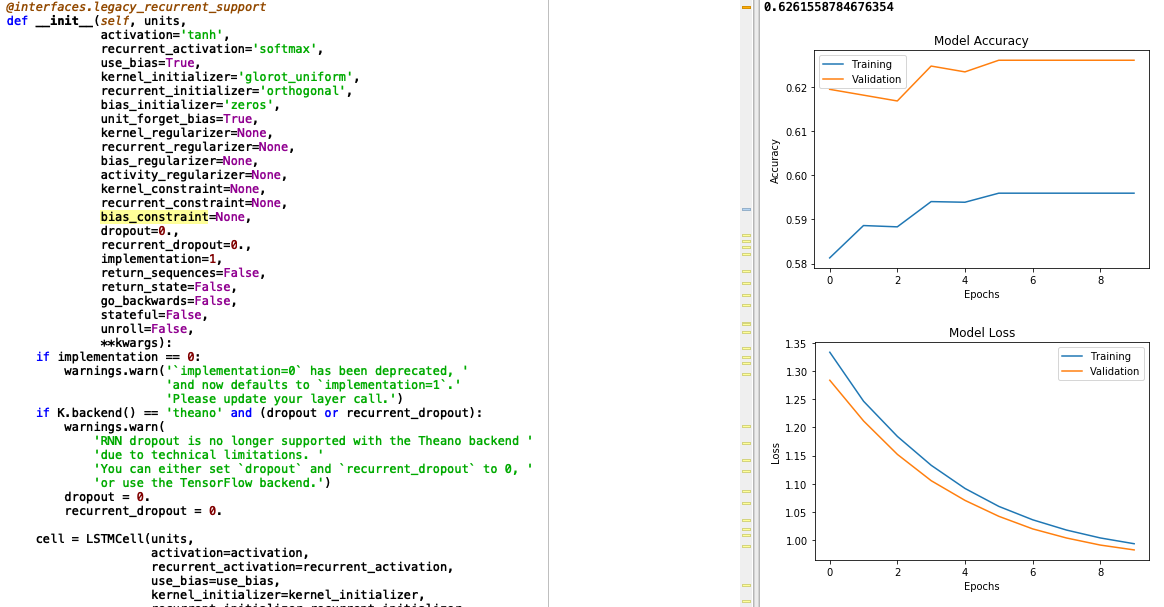 @interfaces.legacy_recurrent_support
def __init__(self, units,
activation='tanh',
recurrent_activation='softmax',
use_bias=True,
kernel_initializer='glorot_uniform',
recurrent_initializer='orthogonal',
bias_initializer='zeros',
unit_forget_bias=True,
kernel_regularizer=None,
recurrent_regularizer=None,
bias_regularizer=None,
activity_regularizer=None,
kernel_constraint=None,
recurrent_constraint=None,
bias_constraint=None,
dropout=0.,
recurrent_dropout=0.,
implementation=1,
return_sequences=False,
return_state=False,
go_backwards=False,
stateful=False,
unroll=False,
**kwargs):
if implementation == 0:
warnings.warn('`implementation=0` has been deprecated, '
'and now defaults to `implementation=1`.'
'Please update your layer call.')
if K.backend() == 'theano' and (dropout or recurrent_dropout):
warnings.warn(
'RNN dropout is no longer supported with the Theano backend '
'due to technical limitations. '
'You can either set `dropout` and `recurrent_dropout` to 0, '
'or use the TensorFlow backend.')
dropout = 0.
recurrent_dropout = 0.
cell = LSTMCell(units,
activation=activation,
recurrent_activation=recurrent_activation,
use_bias=use_bias,
kernel_initializer=kernel_initializer,
0.6261558784676354
Model Accuracy
Training
Validation
0.62
0.61
0.60
0.59
0.58
Accuracy
0 2 4 6 8
Epochs
Model Loss
Training
Validation
1.35
1.30
1.25
1.20
1.15
1.10
1.05
1.00
Loss
0 2 4 6 8
Epochs